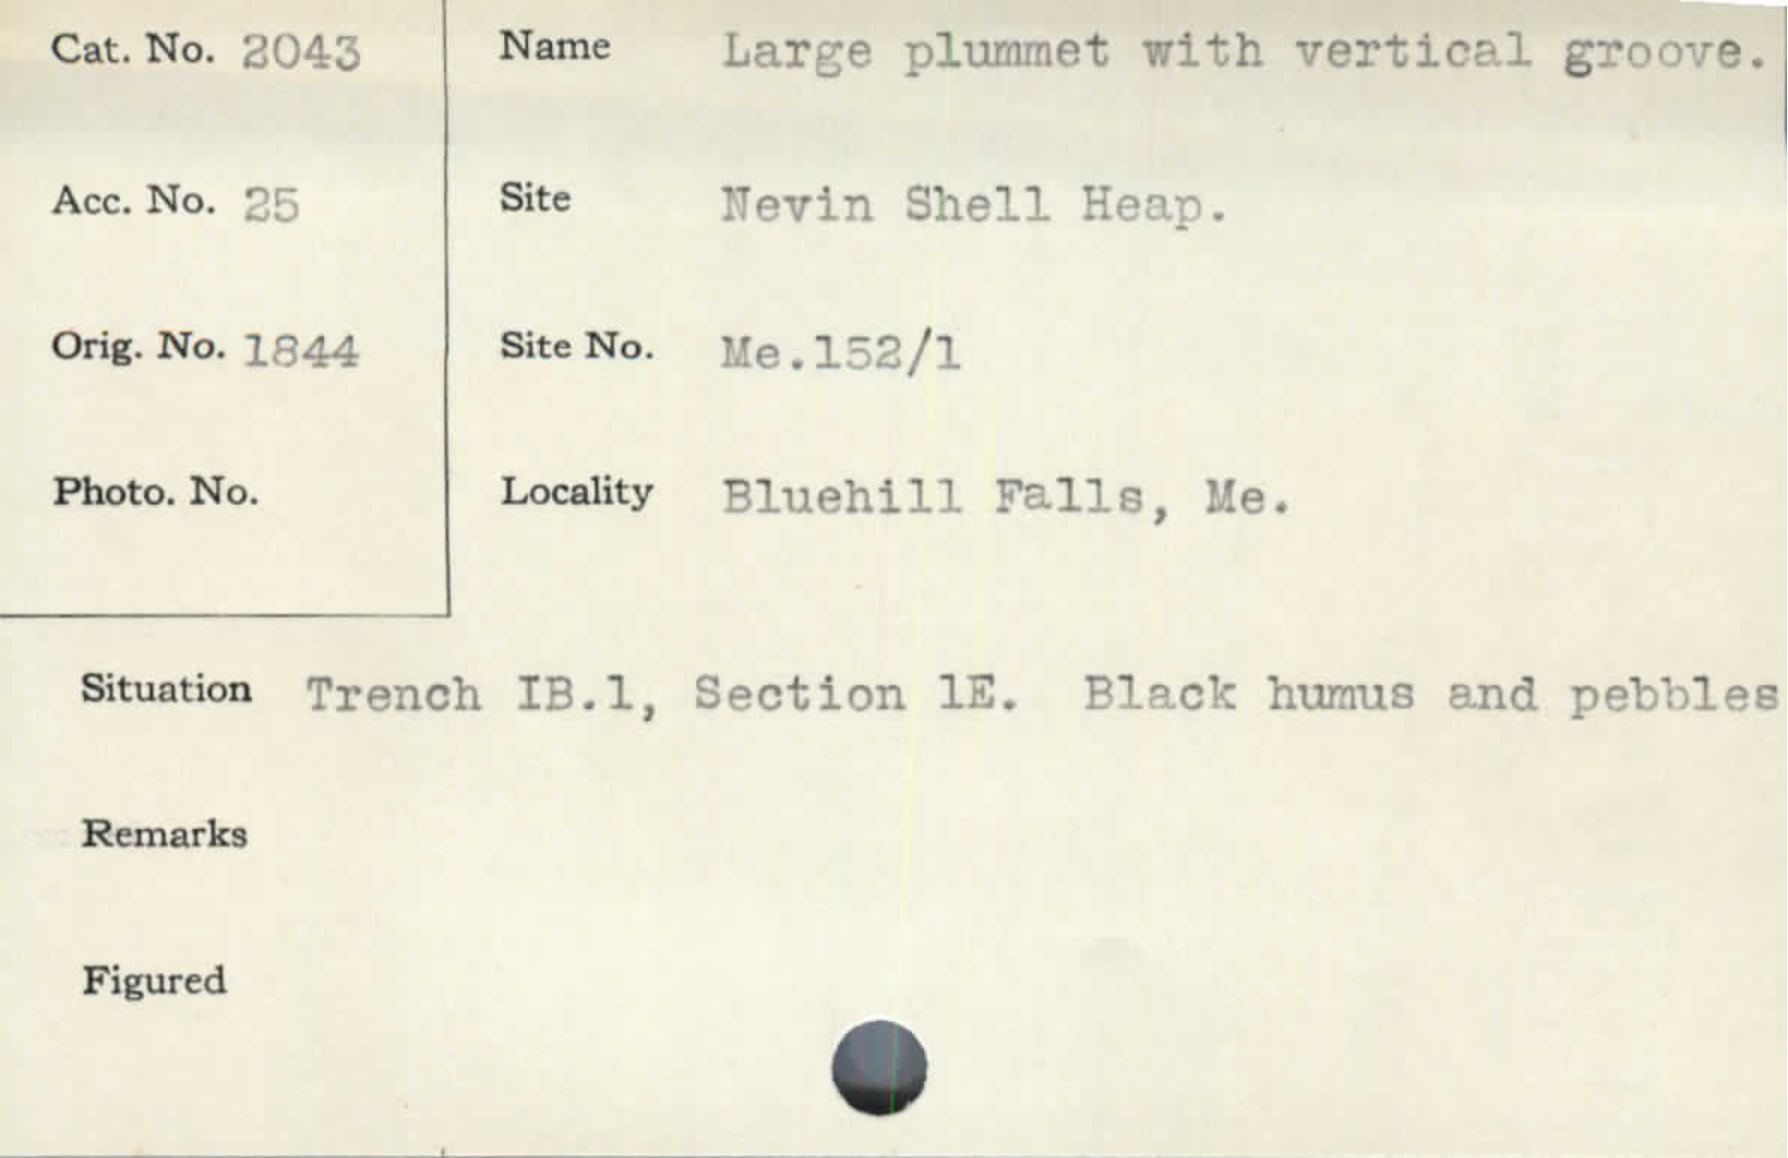 Cat. No. 2043
Name Large plummet with vertical groove.
Acc. No. 25
Site Nevin Shell Heap.
Orig. No. 1844
Site No. Me.152/1
Photo. No.
Locality Bluehill Falls, Me.
Situation Trench IB.1, Section 1E. Black humus and pebbles
Remarks
Figured